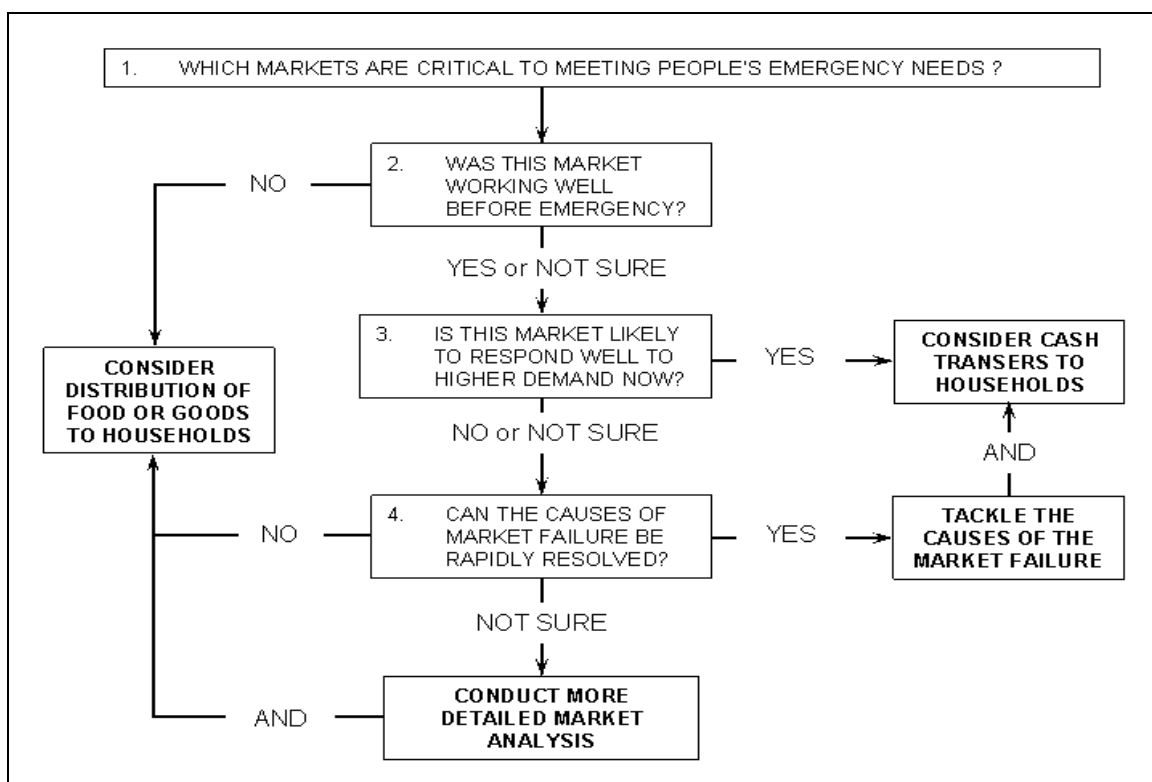 1. WHICH MARKETS ARE CRITICAL TO MEETING PEOPLE'S EMERGENCY NEEDS ?
2. WAS THIS MARKET
WORKING WELL
BEFORE EMERGENCY?
NO
YES or NOT SURE
3. IS THIS MARKET LIKELY
TO RESPOND WELL TO
HIGHER DEMAND NOW?
YES
CONSIDER CASH
TRANSERS TO
HOUSEHOLDS
CONSIDER
DISTRIBUTION OF
FOOD OR GOODS
TO HOUSEHOLDS
NO or NOT SURE
AND
4. CAN THE CAUSES OF
MARKET FAILURE BE
RAPIDLY RESOLVED?
NO
YES
TACKLE THE
CAUSES OF THE
MARKET FAILURE
NOT SURE
CONDUCT MORE
DETAILED MARKET
ANALYSIS
AND